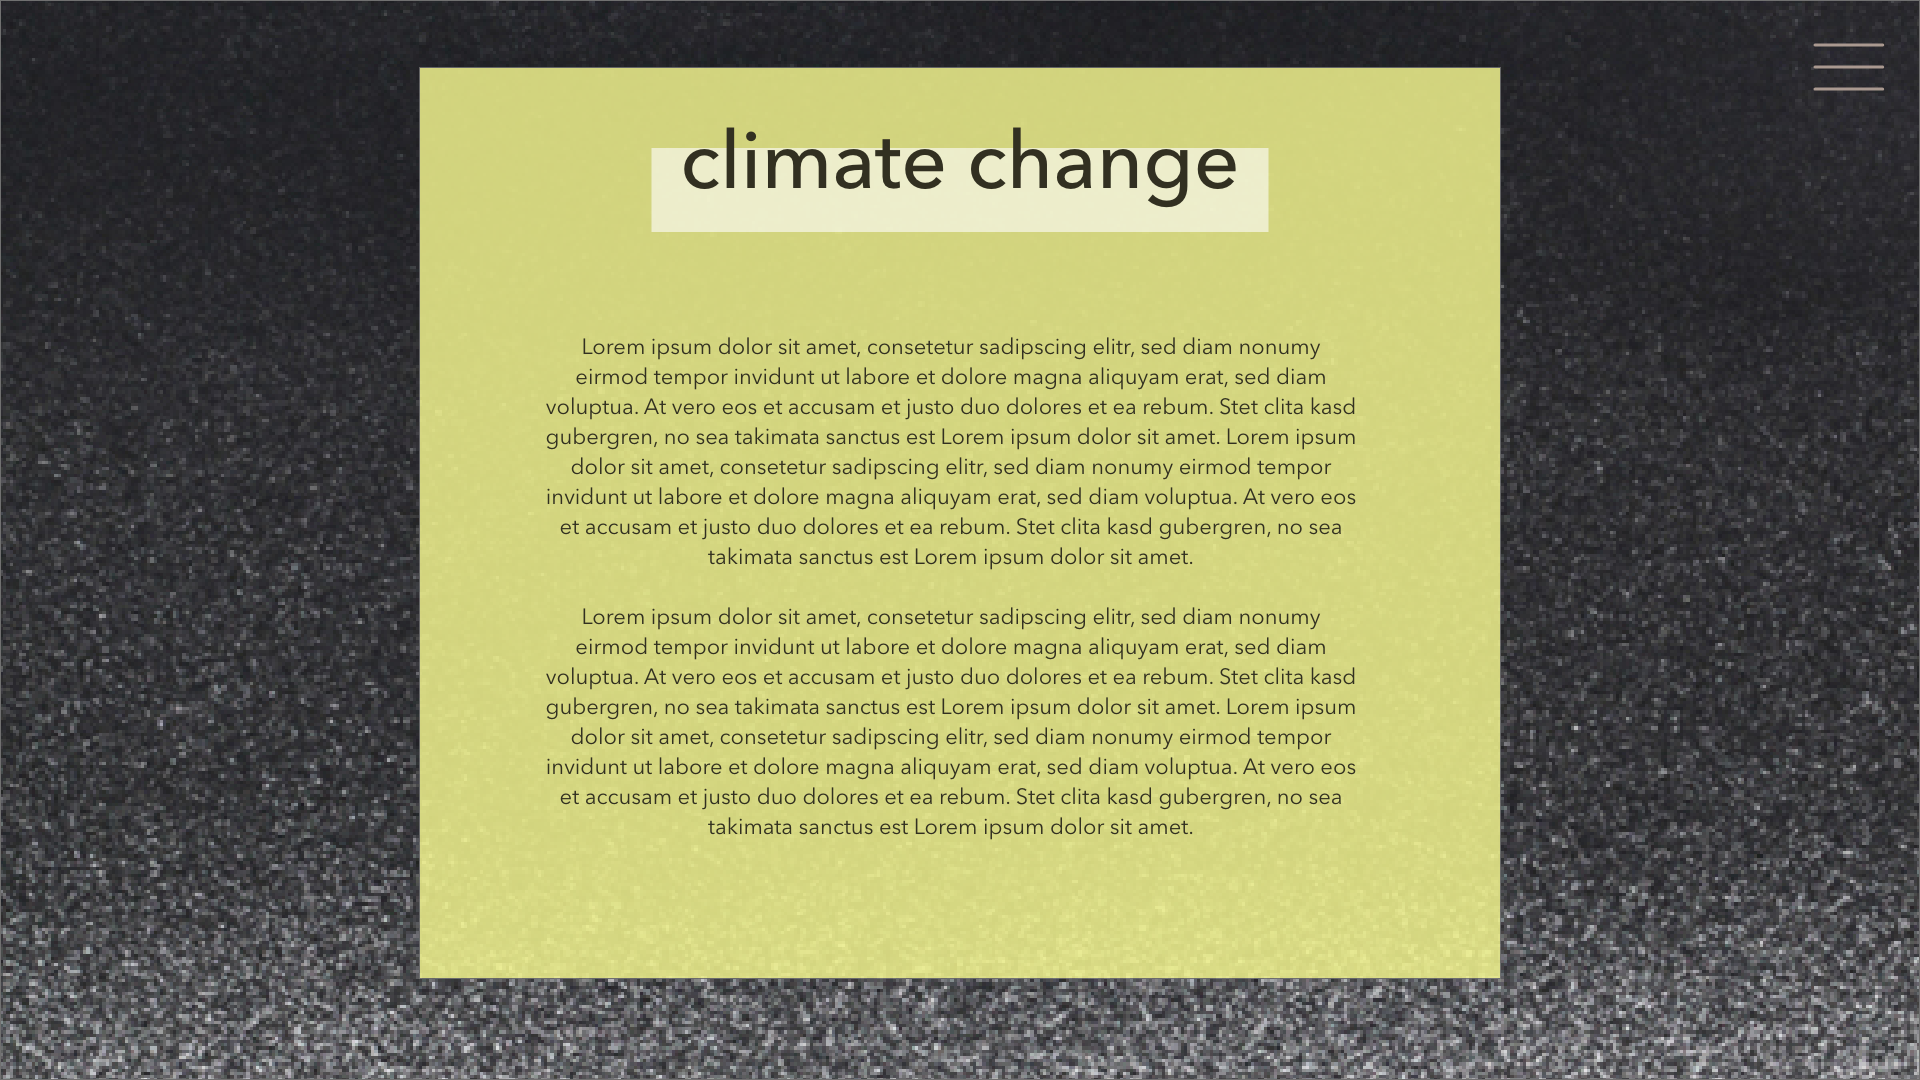 climate change
Lorem ipsum dolor sit amet, consetetur sadipscing elitr, sed diam nonumy
eirmod tempor invidunt ut labore et dolore magna aliquyam erat, sed diam
voluptua. At vero eos et accusam et justo duo dolores et ea rebum. Stet clita kasd
gubergren, no sea takimata sanctus est Lorem ipsum dolor sit amet. Lorem ipsum
dolor sit amet, consetetur sadipscing elitr, sed diam nonumy eirmod tempor
invidunt ut labore et dolore magna aliquyam erat, sed diam voluptua. At vero eos
et accusam et justo duo dolores et ea rebum. Stet clita kasd gubergren, no sea
takimata sanctus est Lorem ipsum dolor sit amet.
Lorem ipsum dolor sit amet, consetetur sadipscing elitr, sed diam nonumy
eirmod tempor invidunt ut labore et dolore magna aliquyam erat, sed diam
voluptua. At vero eos et accusam et justo duo dolores et ea rebum. Stet clita kasd
gubergren, no sea takimata sanctus est Lorem ipsum dolor sit amet. Lorem ipsum
dolor sit amet, consetetur sadipscing elitr, sed diam nonumy eirmod tempor
invidunt ut labore et dolore magna aliquyam erat, sed diam voluptua. At vero eos
et accusam et justo duo dolores et ea rebum. Stet clita kasd gubergren, no sea
takimata sanctus est Lorem ipsum dolor sit amet.